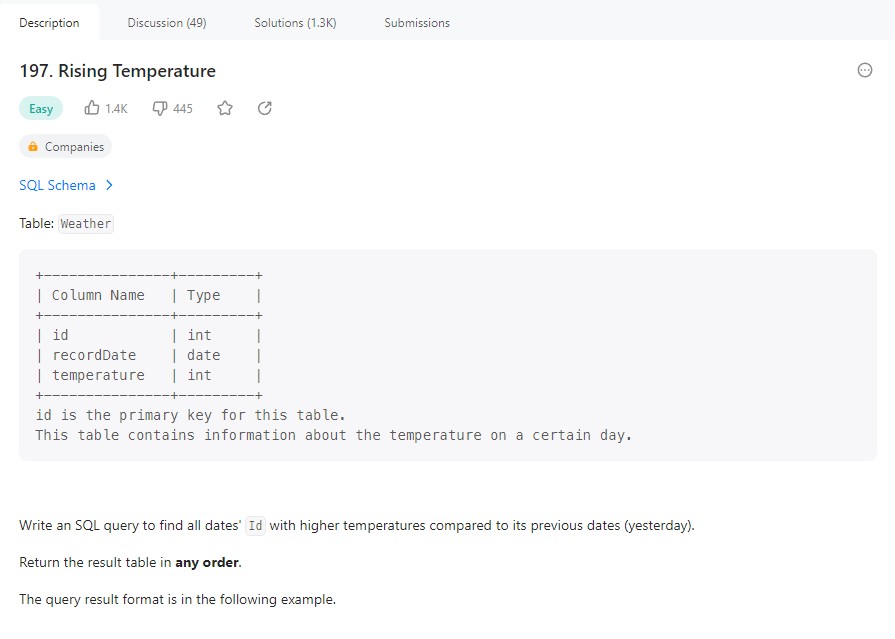 Description Discussion (49) Solutions (1.3K) Submissions
197. Rising Temperature
Easy 1.4K 445
Companies
SQL Schema >
Table: Weather
+---------------+---------+
| Column Name   | Type    |
+---------------+---------+
| id            | int     |
| recordDate    | date    |
| temperature   | int     |
+---------------+---------+
id is the primary key for this table.
This table contains information about the temperature on a certain day.
Write an SQL query to find all dates' Id with higher temperatures compared to its previous dates (yesterday).
Return the result table in any order.
The query result format is in the following example.